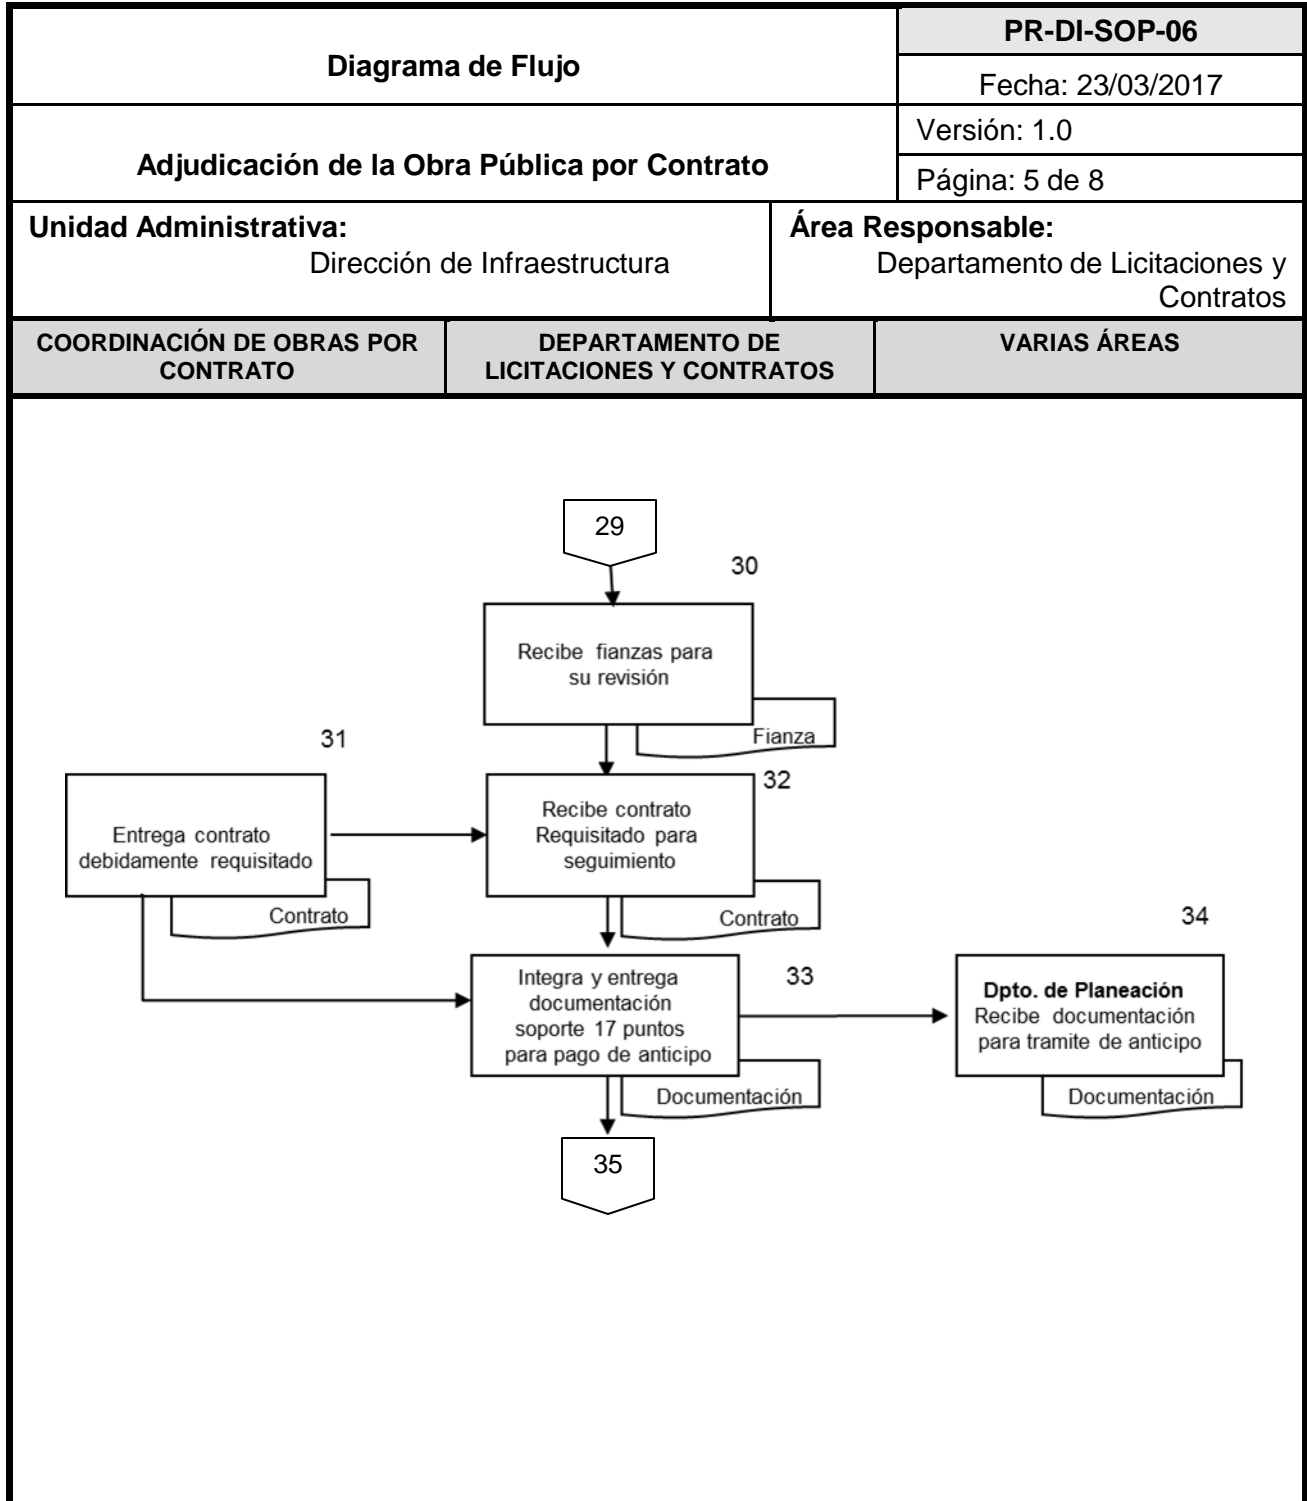 Diagrama de Flujo
PR-DI-SOP-06
Fecha: 23/03/2017
Adjudicación de la Obra Pública por Contrato
Versión: 1.0
Página: 5 de 8
Unidad Administrativa:
Dirección de Infraestructura
Área Responsable:
Departamento de Licitaciones y
Contratos
COORDINACIÓN DE OBRAS POR
CONTRATO
DEPARTAMENTO DE
LICITACIONES Y CONTRATOS
VARIAS ÁREAS
29
30
Recibe fianzas para
su revisión
Fianza
31
Entrega contrato
debidamente requisitado
Contrato
32
Recibe contrato
Requisitado para
seguimiento
Contrato
33
Integra y entrega
documentación
soporte 17 puntos
para pago de anticipo
Documentación
34
Dpto. de Planeación
Recibe documentación
para tramite de anticipo
Documentación
35